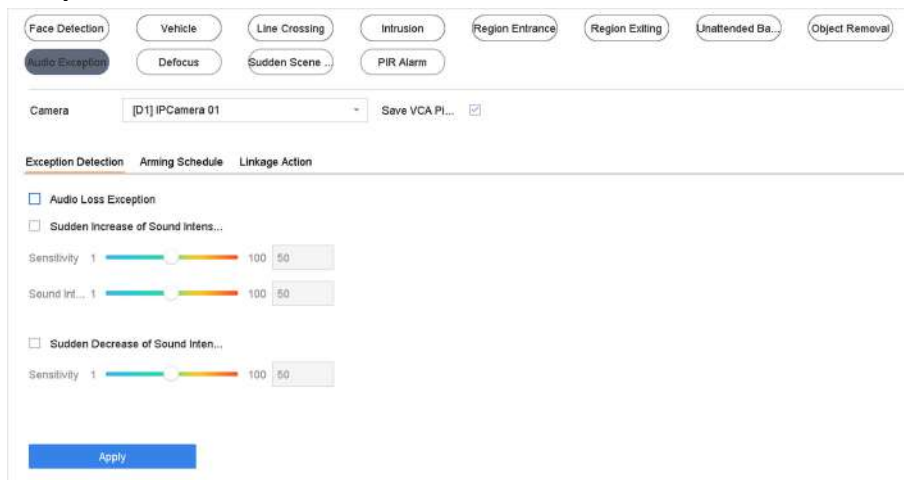 Face Detection Vehicle Line Crossing Intrusion Region Entrance Region Exiting Unattended Ba... Object Removal
Audio Exception Defocus Sudden Scene ... PIR Alarm
Camera [D1] IPCamera 01 Save VCA Pi...
Exception Detection Arming Schedule Linkage Action
Audio Loss Exception
Sudden Increase of Sound Intens...
Sensitivity 1 100 50
Sound Int... 1 100 50
Sudden Decrease of Sound Inten...
Sensitivity 1 100 50
Apply